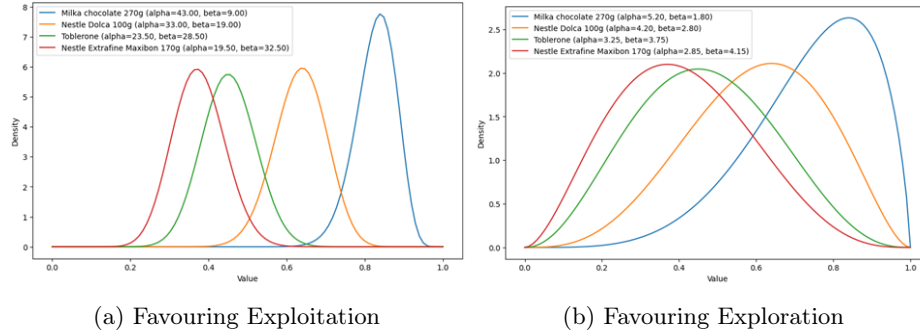 Milka chocolate 270g (alpha=43.00, beta=9.00)
Nestle Dolca 100g (alpha=33.00, beta=19.00)
Toblerone (alpha=23.50, beta=28.50)
Nestle Extrafine Maxibon 170g (alpha=19.50, beta=32.50)
8
7
6
5
4
3
2
1
0
Density
0.0 0.2 0.4 0.6 0.8 1.0
Value
(a) Favouring Exploitation
Milka chocolate 270g (alpha=5.20, beta=1.80)
Nestle Dolca 100g (alpha=4.20, beta=2.80)
Toblerone (alpha=3.25, beta=3.75)
Nestle Extrafine Maxibon 170g (alpha=2.85, beta=4.15)
2.5
2.0
1.5
1.0
0.5
0.0
Density
0.0 0.2 0.4 0.6 0.8 1.0
Value
(b) Favouring Exploration